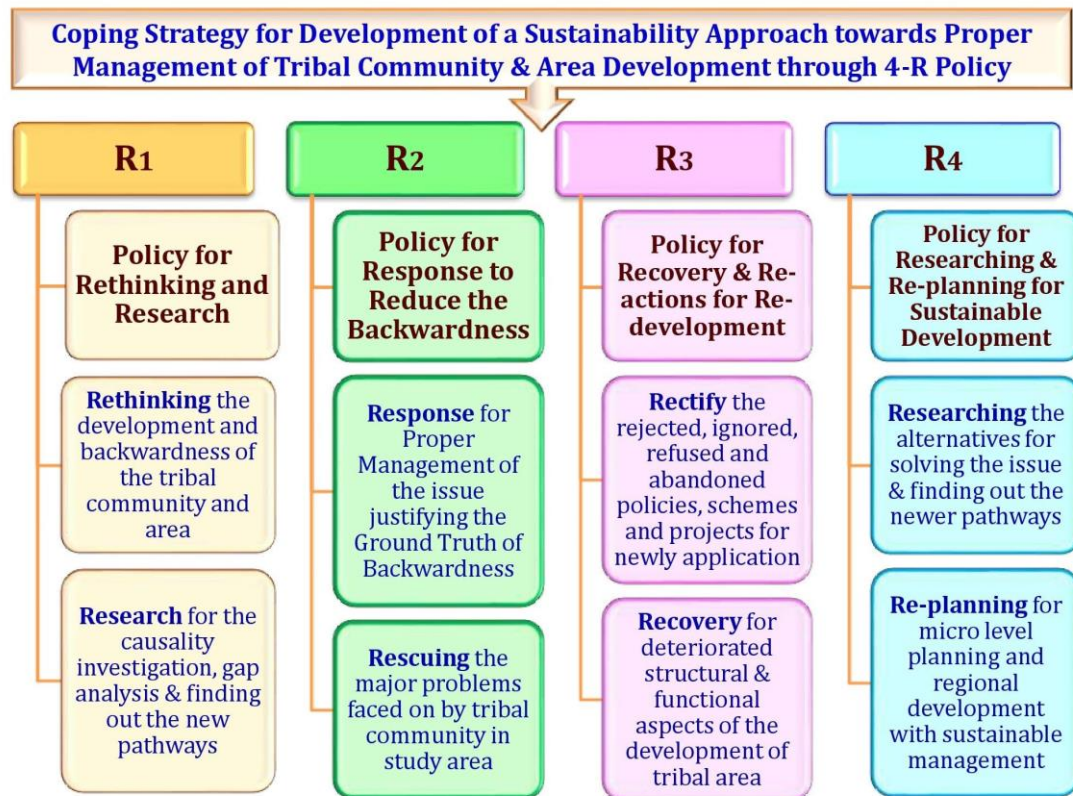 Coping Strategy for Development of a Sustainability Approach towards Proper
Management of Tribal Community & Area Development through 4-R Policy
R1
Policy for
Rethinking and
Research
Rethinking the
development and
backwardness of
the tribal
community and
area
Research for the
causality
investigation, gap
analysis & finding
out the new
pathways
R2
Policy for
Response to
Reduce the
Backwardness
Response for
Proper
Management of
the issue
justifying the
Ground Truth of
Backwardness
Rescuing the
major problems
faced on by tribal
community in
study area
R3
Policy for
Recovery & Re-
actions for Re-
development
Rectify the
rejected, ignored,
refused and
abandoned
policies, schemes
and projects for
newly application
Recovery for
deteriorated
structural &
functional
aspects of the
development of
tribal area
R4
Policy for
Researching &
Re-planning for
Sustainable
Development
Researching the
alternatives for
solving the issue
& finding out the
newer pathways
Re-planning for
micro level
planning and
regional
development
with sustainable
management